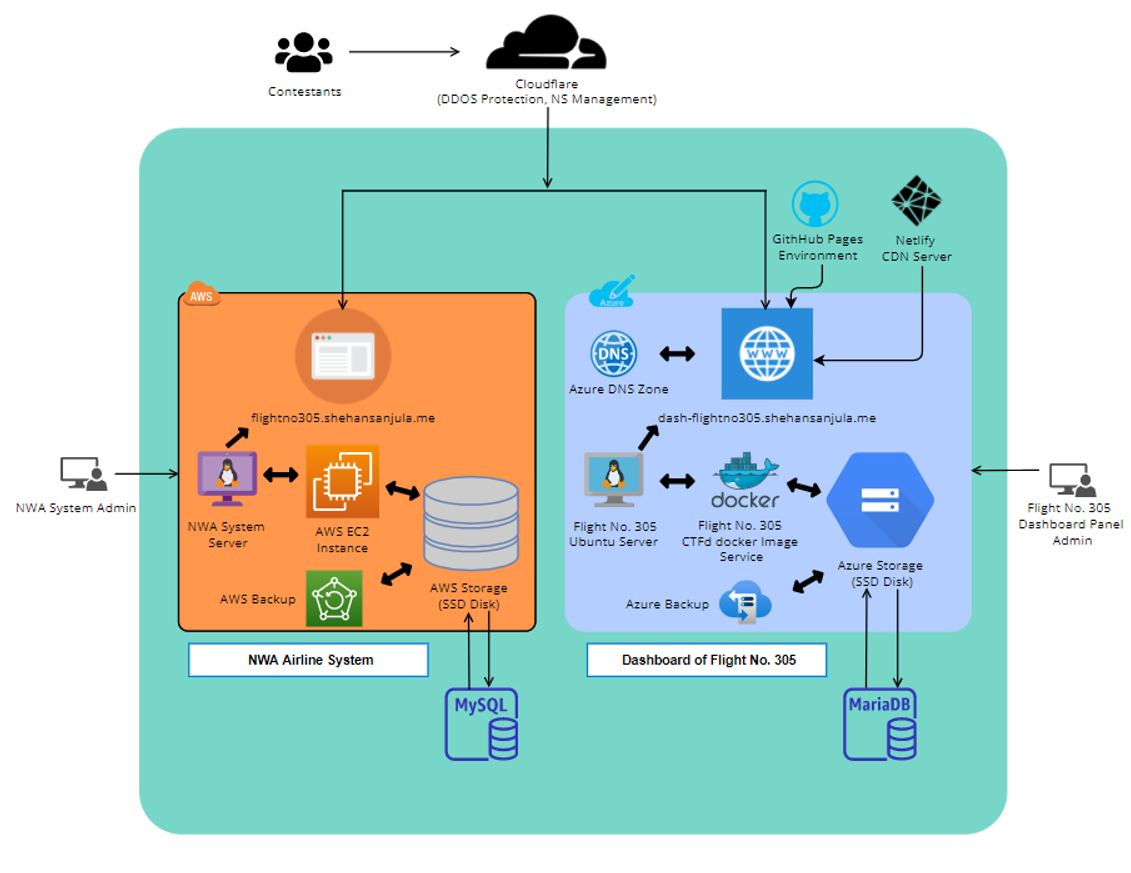 Contestants
Cloudflare
(DDOS Protection, NS Management)
GithHub Pages
Environment
Netlify
CDN Server
AWS
Azure
DNS
WWW
Azure DNS Zone
flightno305.shehansanjula.me
dash-flightno305.shehansanjula.me
NWA System Admin
NWA System
Server
AWS EC2
Instance
AWS Storage
(SSD Disk)
AWS Backup
Flight No. 305
Ubuntu Server
docker
Flight No. 305
CTFd docker Image
Service
Azure Storage
(SSD Disk)
Azure Backup
Flight No. 305
Dashboard Panel
Admin
NWA Airline System
Dashboard of Flight No. 305
MySQL
MariaDB